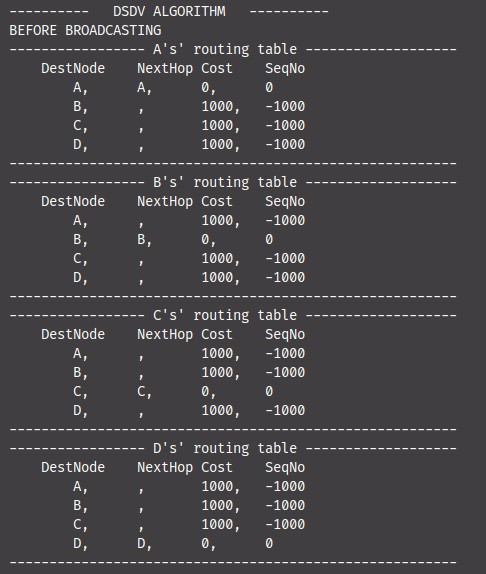 ----------   DSDV ALGORITHM   ----------
BEFORE BROADCASTING
----------------- A's' routing table -------------------
    DestNode    NextHop Cost    SeqNo
        A,      A,      0,      0
        B,      ,       1000,   -1000
        C,      ,       1000,   -1000
        D,      ,       1000,   -1000
--------------------------------------------------------
----------------- B's' routing table -------------------
    DestNode    NextHop Cost    SeqNo
        A,      ,       1000,   -1000
        B,      B,      0,      0
        C,      ,       1000,   -1000
        D,      ,       1000,   -1000
--------------------------------------------------------
----------------- C's' routing table -------------------
    DestNode    NextHop Cost    SeqNo
        A,      ,       1000,   -1000
        B,      ,       1000,   -1000
        C,      C,      0,      0
        D,      ,       1000,   -1000
--------------------------------------------------------
----------------- D's' routing table -------------------
    DestNode    NextHop Cost    SeqNo
        A,      ,       1000,   -1000
        B,      ,       1000,   -1000
        C,      ,       1000,   -1000
        D,      D,      0,      0
--------------------------------------------------------